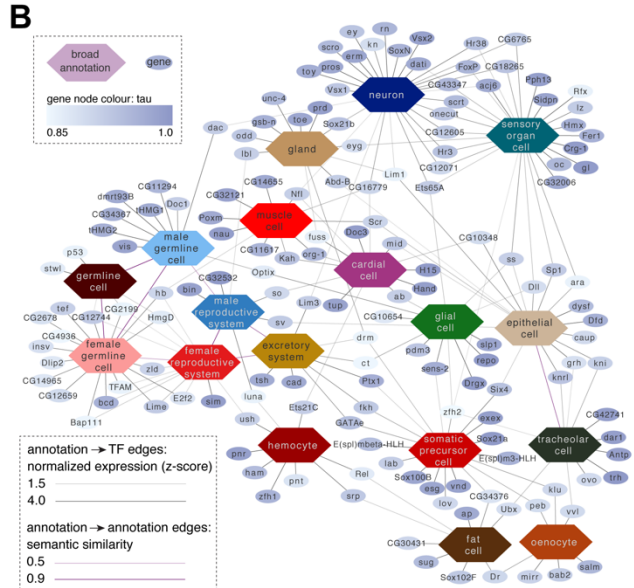 B
broad
annotation
gene
gene node colour: tau
0.85
1.0
ey
rn
scro
kn
Vsx2
erm
SoxN
toy
pros
dati
Vsx1
neuron
Hr38
CG6765
FoxP
CG18265
CG43347
acj6
Pph13
Sidpn
Rfx
lz
scrt
onecut
sensory
organ
cell
Hmx
Fer1
Crg-1
oc
gl
CG32006
CG12605
Hr3
CG12071
Ets65A
unc-4
prd
gsb-n
toe
Sox21b
dac
odd
lbl
gland
eyg
Lim1
Abd-B
CG16779
CG14655
CG32121
Nfl
Poxm
muscle
cell
nau
CG11617
Kah
org-1
fuss
Scr
Doc3
mid
CG10348
CG11294
dmrt93B
CG34367
tHMG1
Doc1
tHMG2
vis
male
germline
cell
p53
stwl
germline
cell
CG32532
Optix
bin
cardial
cell
H15
Hand
tup
ab
ss
Sp1
Dll
ara
hb
CG2199
tef
CG2678
CG12744
HmgD
CG4936
insv
female
germline
cell
Dlip2
CG14965
TFAM
zld
CG12659
bcd
Lime
E2f2
Bap111
male
reproductive system
so
sv
Lim3
CG10654
female
reproductive
system
sim
excretory
system
tsh
cad
drm
ct
Ptx1
glial
cell
pdm3
slp1
repo
sens-2
Drgx
Six4
epithelial
cell
dysf
Dfd
caup
grh
kni
knrl
luna
Ets21C
fkh
GATAe
zfh2
exex
ush
E(spl)mbeta-HLH
Sox21a
CG42741
pnr
hemocyte
somatic
precursor
cell
E(spl)m3-HLH
tracheolar
cell
dar1
Antp
ham
pnt
Rel
lab
Sox100B
vnd
esg
ovo
trh
zfh1
srp
lov
CG34376
klu
ap
Ubx
peb
vvl
CG30431
fat
cell
oenocyte
sug
salm
Sox102F
Dr
mirr
bab2
annotation → TF edges:
normalized expression (z-score)
1.5
4.0
annotation → annotation edges:
semantic similarity
0.5
0.9